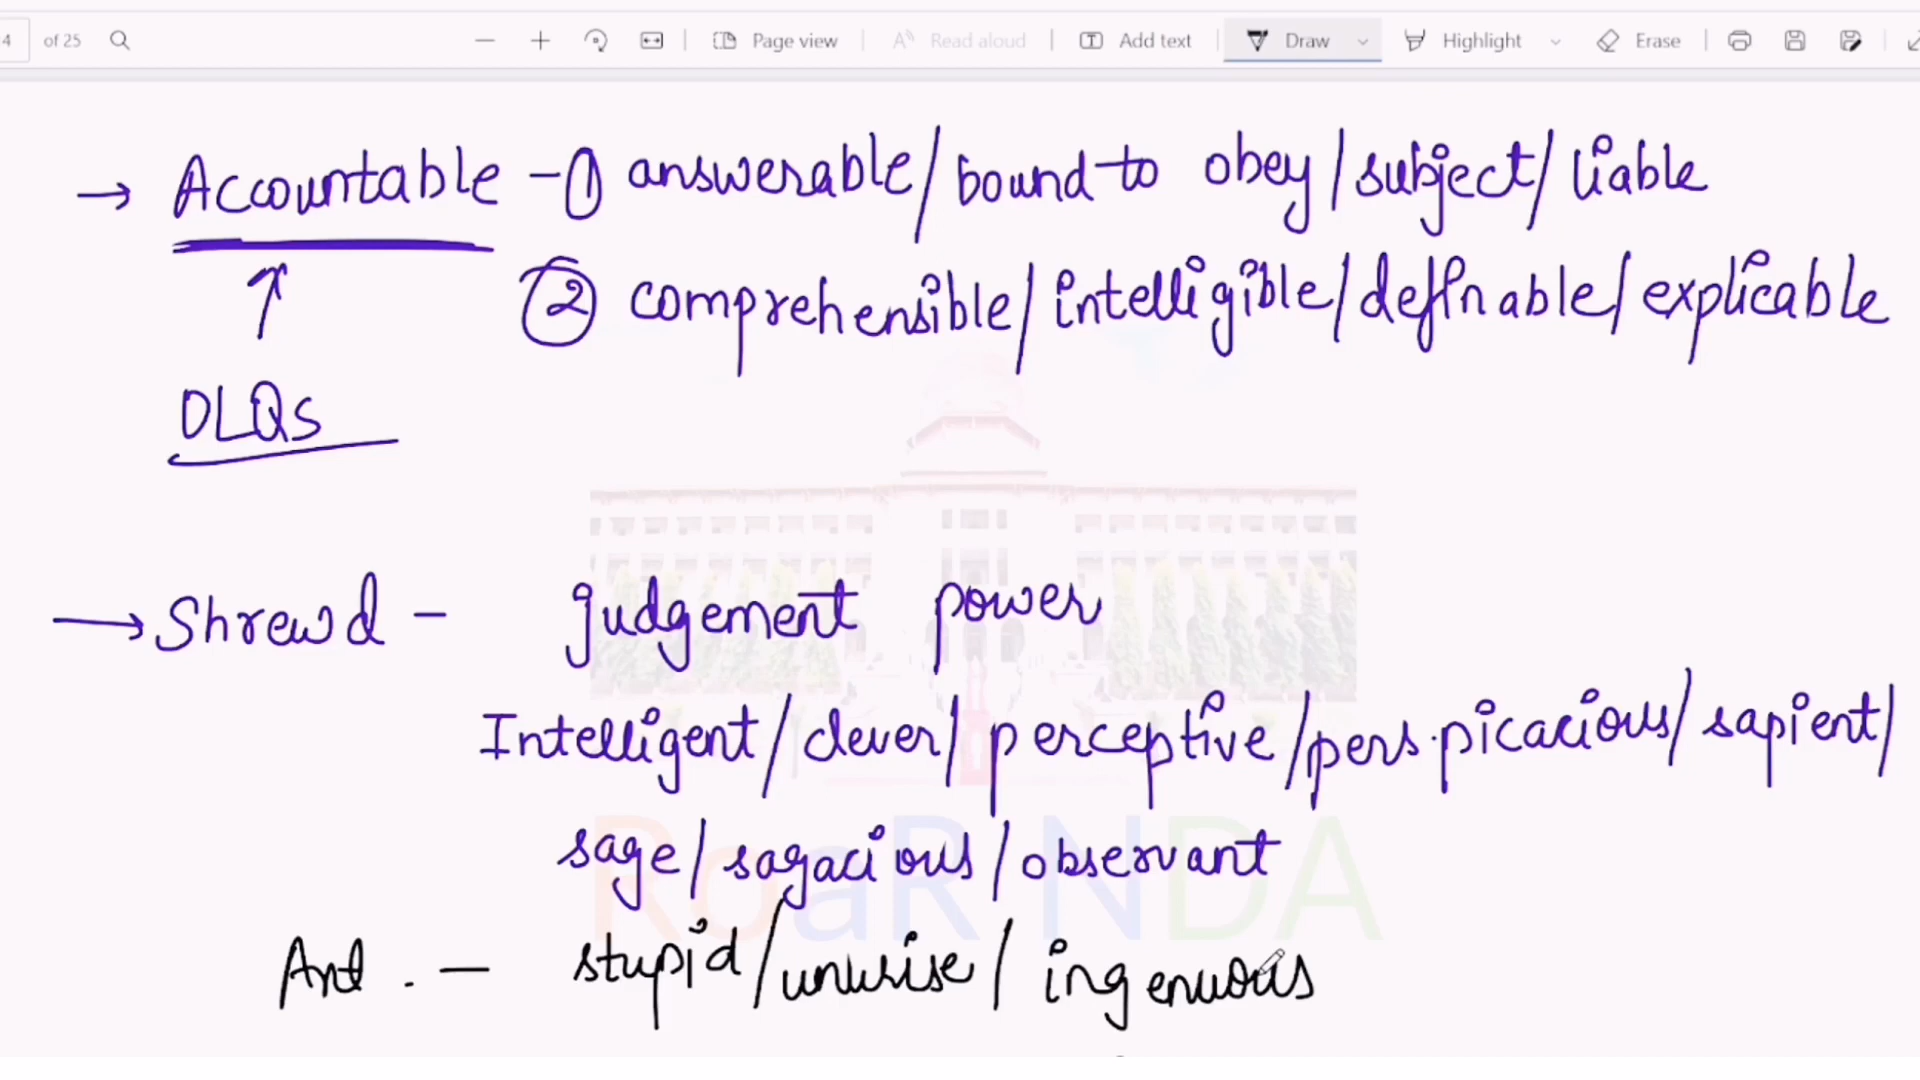 4 of 25 Page view Read aloud Add text Draw Highlight Erase
→ Accountable - ① answerable/bound to obey/subject/liable
② comprehensible/intelligible/definable/explicable
OLQs
→ Shrewd - judgement power
Intelligent/clever/perceptive/perspicacious/sapient/
sage/sagacious/observant
RoaR NDA
Ant. - stupid/unwise/ingenuous